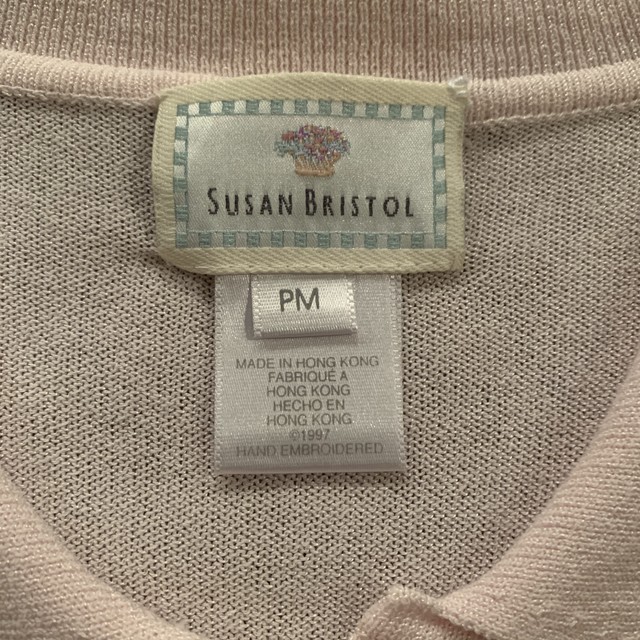 SUSAN BRISTOL
PM
MADE IN HONG KONG
FABRIQUÉ A
HONG KONG
HECHO EN
HONG KONG
©1997
HAND EMBROIDERED